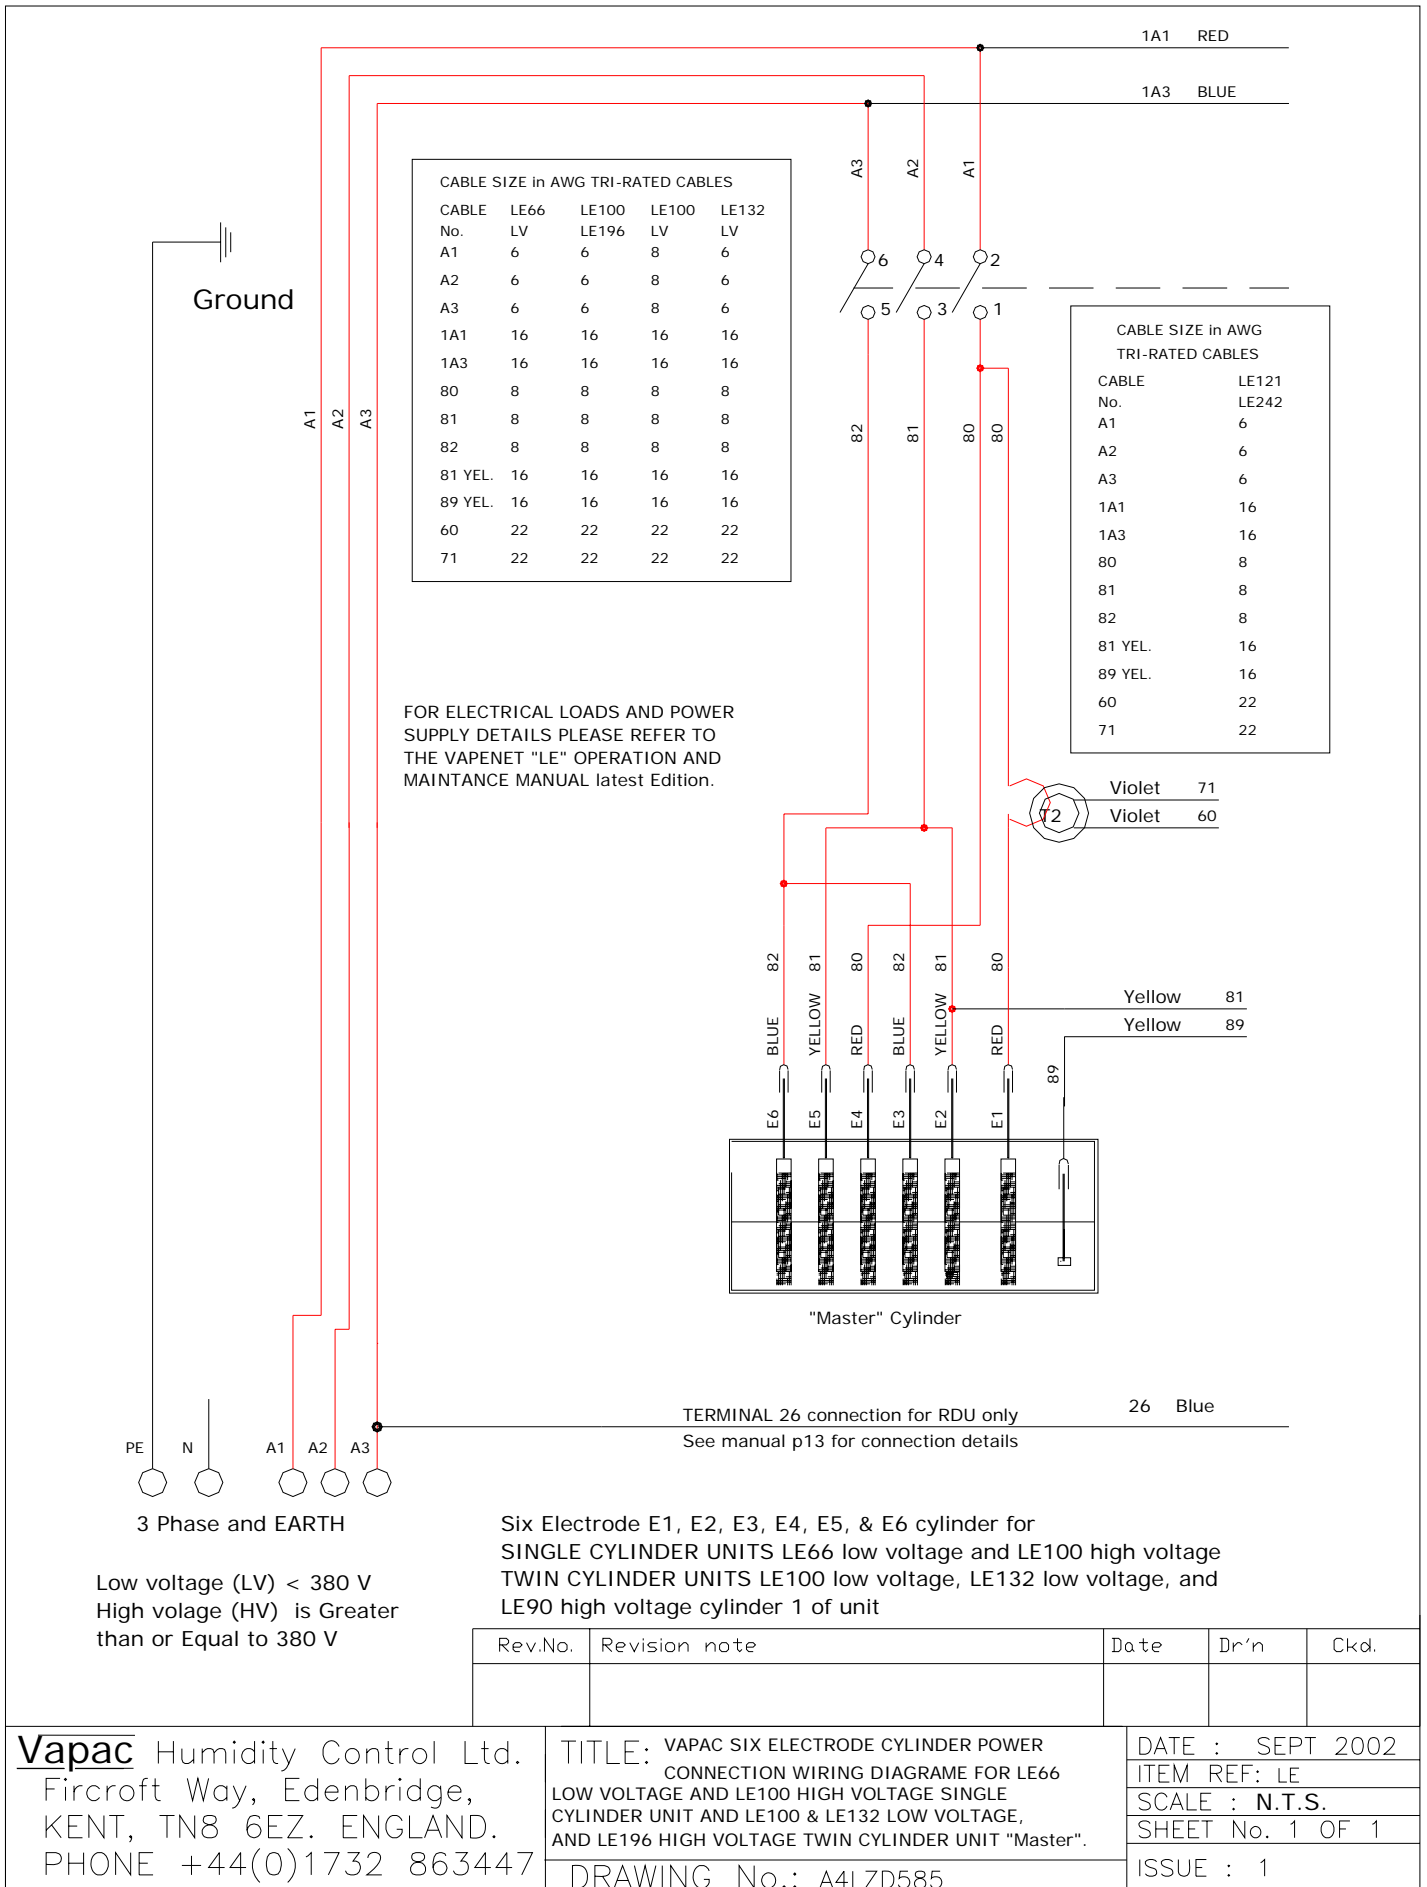 1A1 RED
1A3 BLUE
A3 A2 A1
CABLE SIZE in AWG TRI-RATED CABLES
CABLE LE66 LE100 LE100 LE132
No. LV LE196 LV LV
A1 6 6 8 6
A2 6 6 8 6
A3 6 6 8 6
1A1 16 16 16 16
1A3 16 16 16 16
80 8 8 8 8
81 8 8 8 8
82 8 8 8 8
81 YEL. 16 16 16 16
89 YEL. 16 16 16 16
60 22 22 22 22
71 22 22 22 22
Ground
6 4 2
5 3 1
A1 A2 A3
82 81 80 80
CABLE SIZE in AWG
TRI-RATED CABLES
CABLE LE121
No. LE242
A1 6
A2 6
A3 6
1A1 16
1A3 16
80 8
81 8
82 8
81 YEL. 16
89 YEL. 16
60 22
71 22
FOR ELECTRICAL LOADS AND POWER
SUPPLY DETAILS PLEASE REFER TO
THE VAPENET "LE" OPERATION AND
MAINTANCE MANUAL latest Edition.
Violet 71
T2 Violet 60
82 81 80 82 81 80
Yellow 81
Yellow 89
BLUE YELLOW RED BLUE YELLOW RED
89
E6 E5 E4 E3 E2 E1
"Master" Cylinder
TERMINAL 26 connection for RDU only 26 Blue
See manual p13 for connection details
PE N A1 A2 A3
3 Phase and EARTH
Low voltage (LV) < 380 V
High volage (HV) is Greater
than or Equal to 380 V
Six Electrode E1, E2, E3, E4, E5, & E6 cylinder for
SINGLE CYLINDER UNITS LE66 low voltage and LE100 high voltage
TWIN CYLINDER UNITS LE100 low voltage, LE132 low voltage, and
LE90 high voltage cylinder 1 of unit
Rev.No. Revision note Date Dr'n Ckd.
Vapac Humidity Control Ltd.
Fircroft Way, Edenbridge,
KENT, TN8 6EZ. ENGLAND.
PHONE +44(0)1732 863447
TITLE: VAPAC SIX ELECTRODE CYLINDER POWER
CONNECTION WIRING DIAGRAME FOR LE66
LOW VOLTAGE AND LE100 HIGH VOLTAGE SINGLE
CYLINDER UNIT AND LE100 & LE132 LOW VOLTAGE,
AND LE196 HIGH VOLTAGE TWIN CYLINDER UNIT "Master".
DRAWING No.: A4LZD585
DATE : SEPT 2002
ITEM REF: LE
SCALE : N.T.S.
SHEET No. 1 OF 1
ISSUE : 1